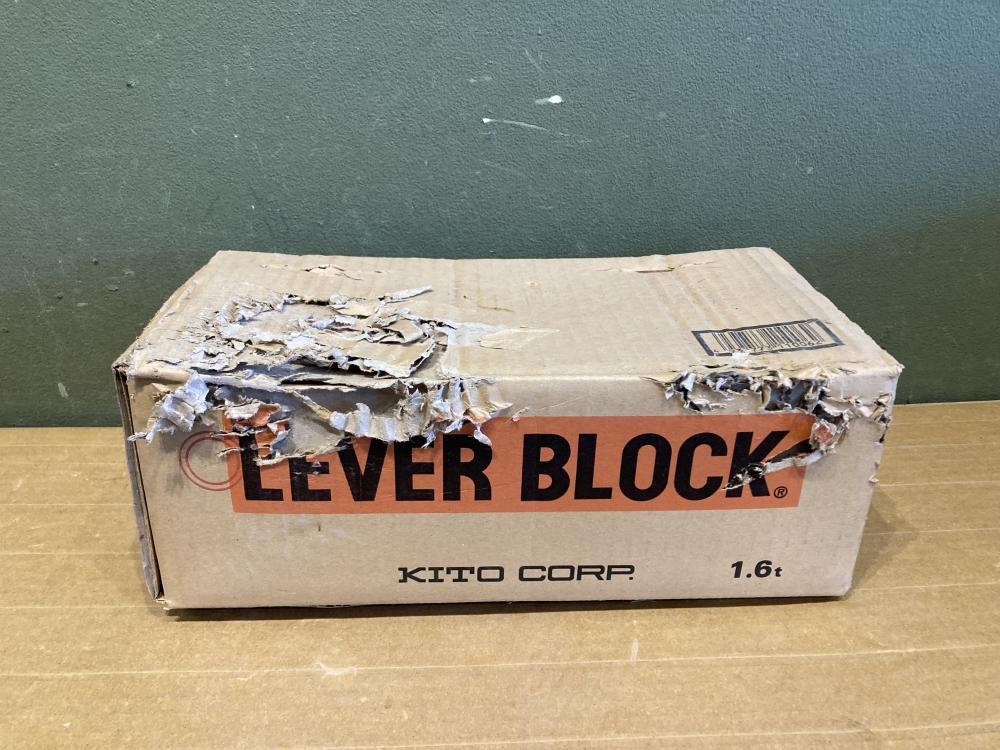 LEVER BLOCK®
KITO CORP.
1.6t